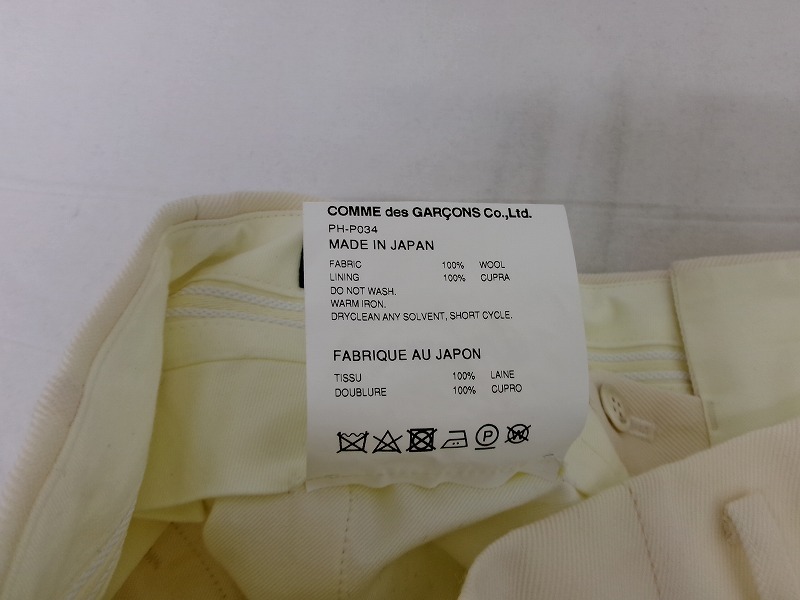 COMME des GARÇONS Co.,Ltd.
PH-P034
MADE IN JAPAN
FABRIC 100% WOOL
LINING 100% CUPRA
DO NOT WASH.
WARM IRON.
DRYCLEAN ANY SOLVENT, SHORT CYCLE.
FABRIQUE AU JAPON
TISSU 100% LAINE
DOUBLURE 100% CUPRO
P W